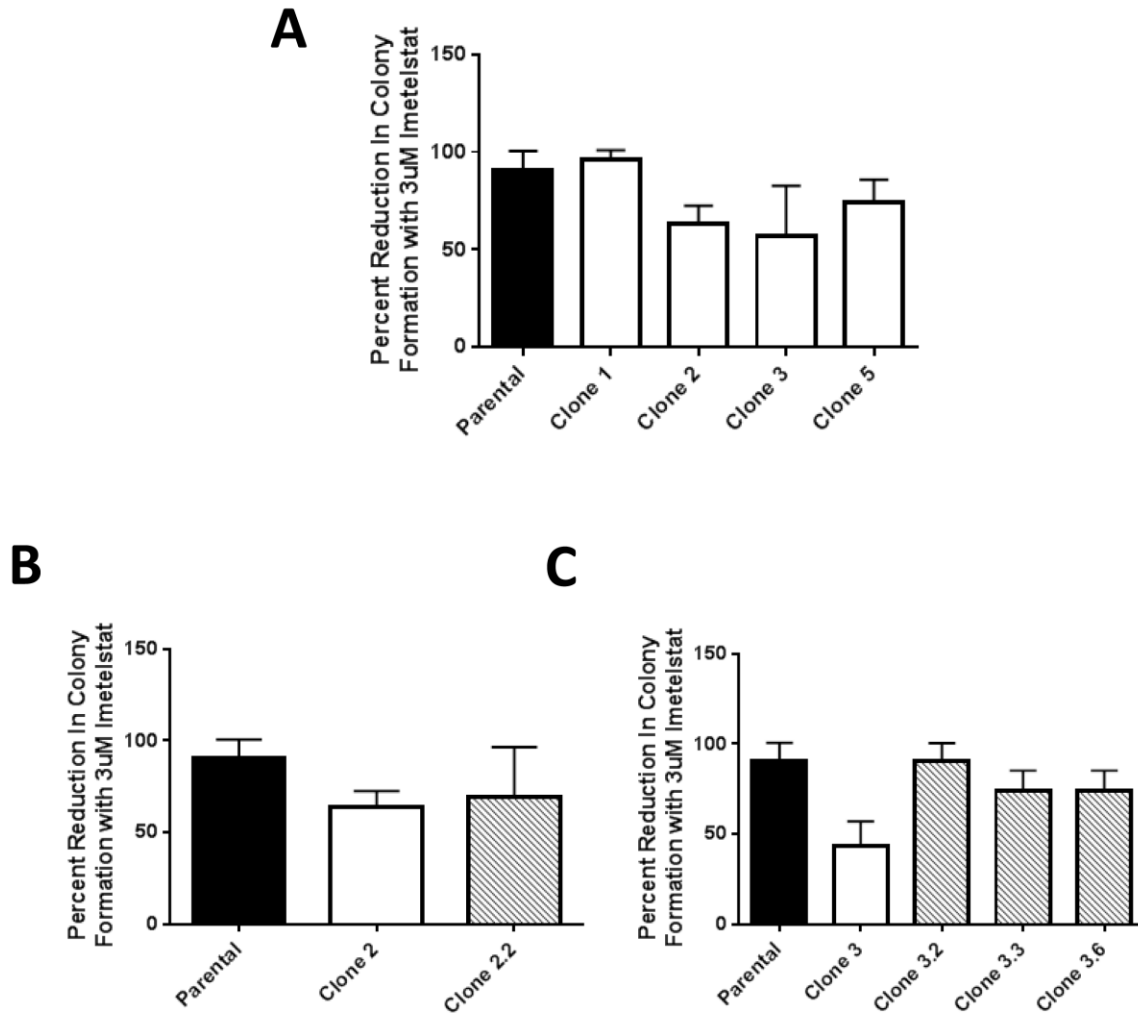 A
Percent Reduction In Colony
Formation with 3uM Imetelstat
150
100
50
0
Parental
Clone 1
Clone 2
Clone 3
Clone 5
B
Percent Reduction In Colony
Formation with 3uM Imetelstat
150
100
50
0
Parental
Clone 2
Clone 2.2
C
Percent Reduction In Colony
Formation with 3uM Imetelstat
150
100
50
0
Parental
Clone 3
Clone 3.2
Clone 3.3
Clone 3.6